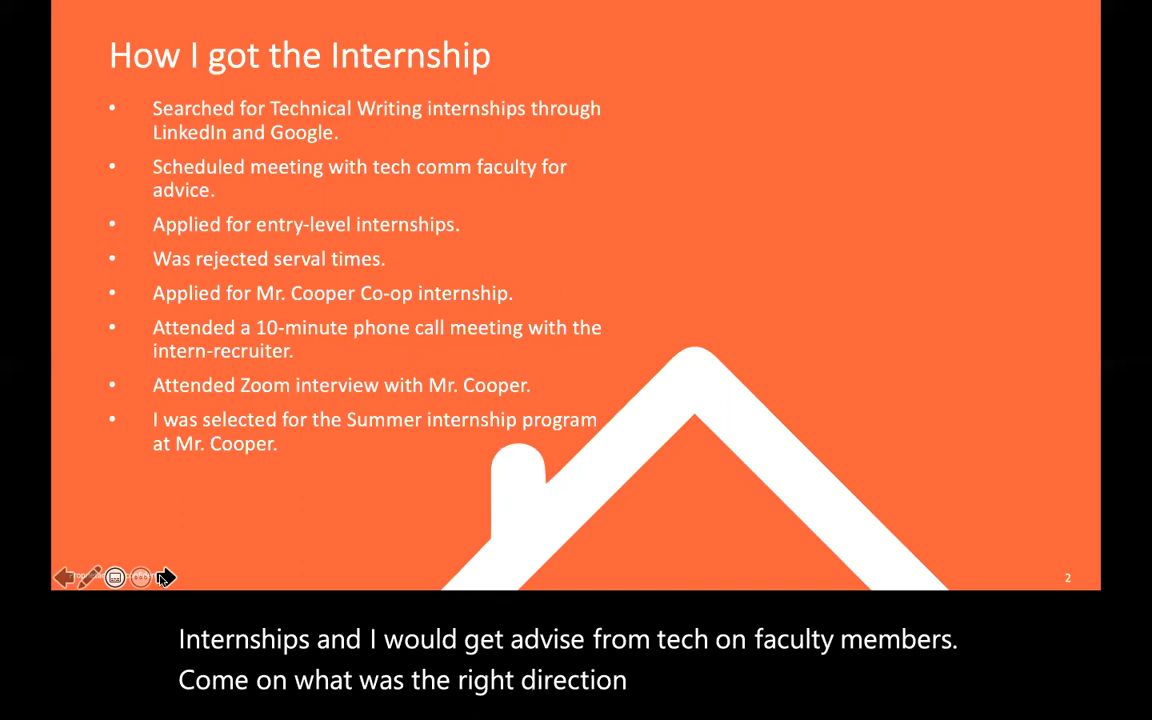 How I got the Internship
• Searched for Technical Writing internships through
LinkedIn and Google.
• Scheduled meeting with tech comm faculty for
advice.
• Applied for entry-level internships.
• Was rejected serval times.
• Applied for Mr. Cooper Co-op internship.
• Attended a 10-minute phone call meeting with the
intern-recruiter.
• Attended Zoom interview with Mr. Cooper.
• I was selected for the Summer internship program
at Mr. Cooper.
2
Internships and I would get advise from tech on faculty members.
Come on what was the right direction